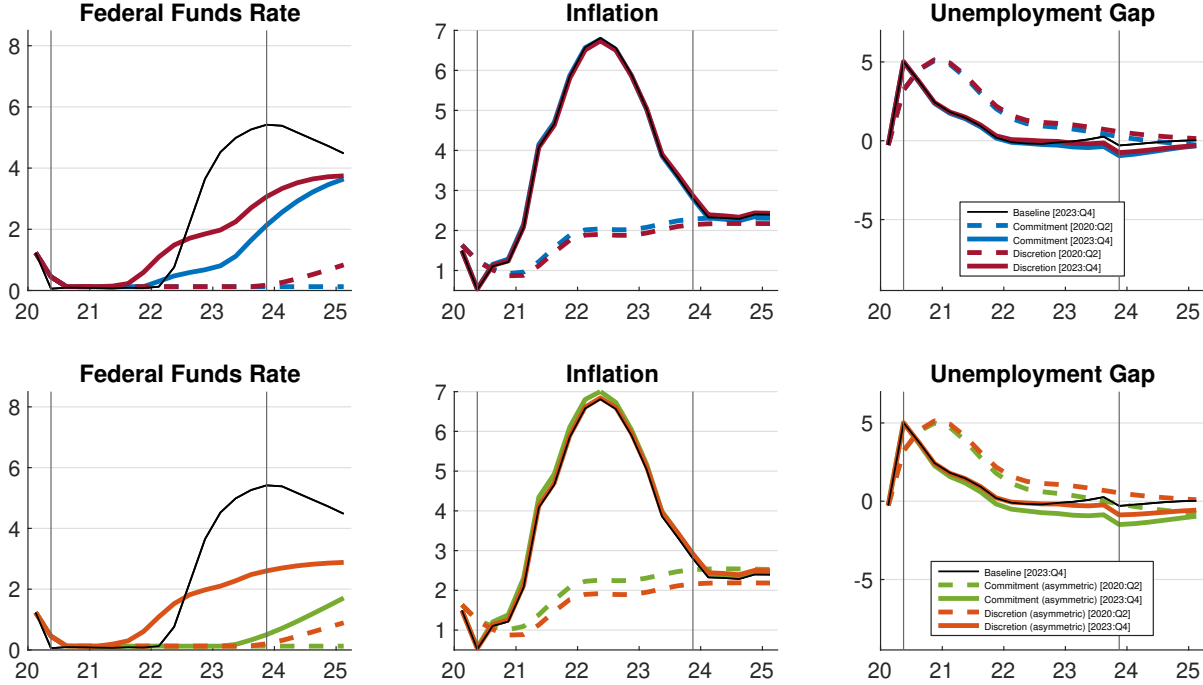 Federal Funds Rate
8
6
4
2
0
20 21 22 23 24 25
Inflation
7
6
5
4
3
2
1
20 21 22 23 24 25
Unemployment Gap
5
0
-5
20 21 22 23 24 25
Baseline [2023:Q4]
Commitment [2020:Q2]
Commitment [2023:Q4]
Discretion [2020:Q2]
Discretion [2023:Q4]
Federal Funds Rate
8
6
4
2
0
20 21 22 23 24 25
Inflation
7
6
5
4
3
2
1
20 21 22 23 24 25
Unemployment Gap
5
0
-5
20 21 22 23 24 25
Baseline [2023:Q4]
Commitment (asymmetric) [2020:Q2]
Commitment (asymmetric) [2023:Q4]
Discretion (asymmetric) [2020:Q2]
Discretion (asymmetric) [2023:Q4]